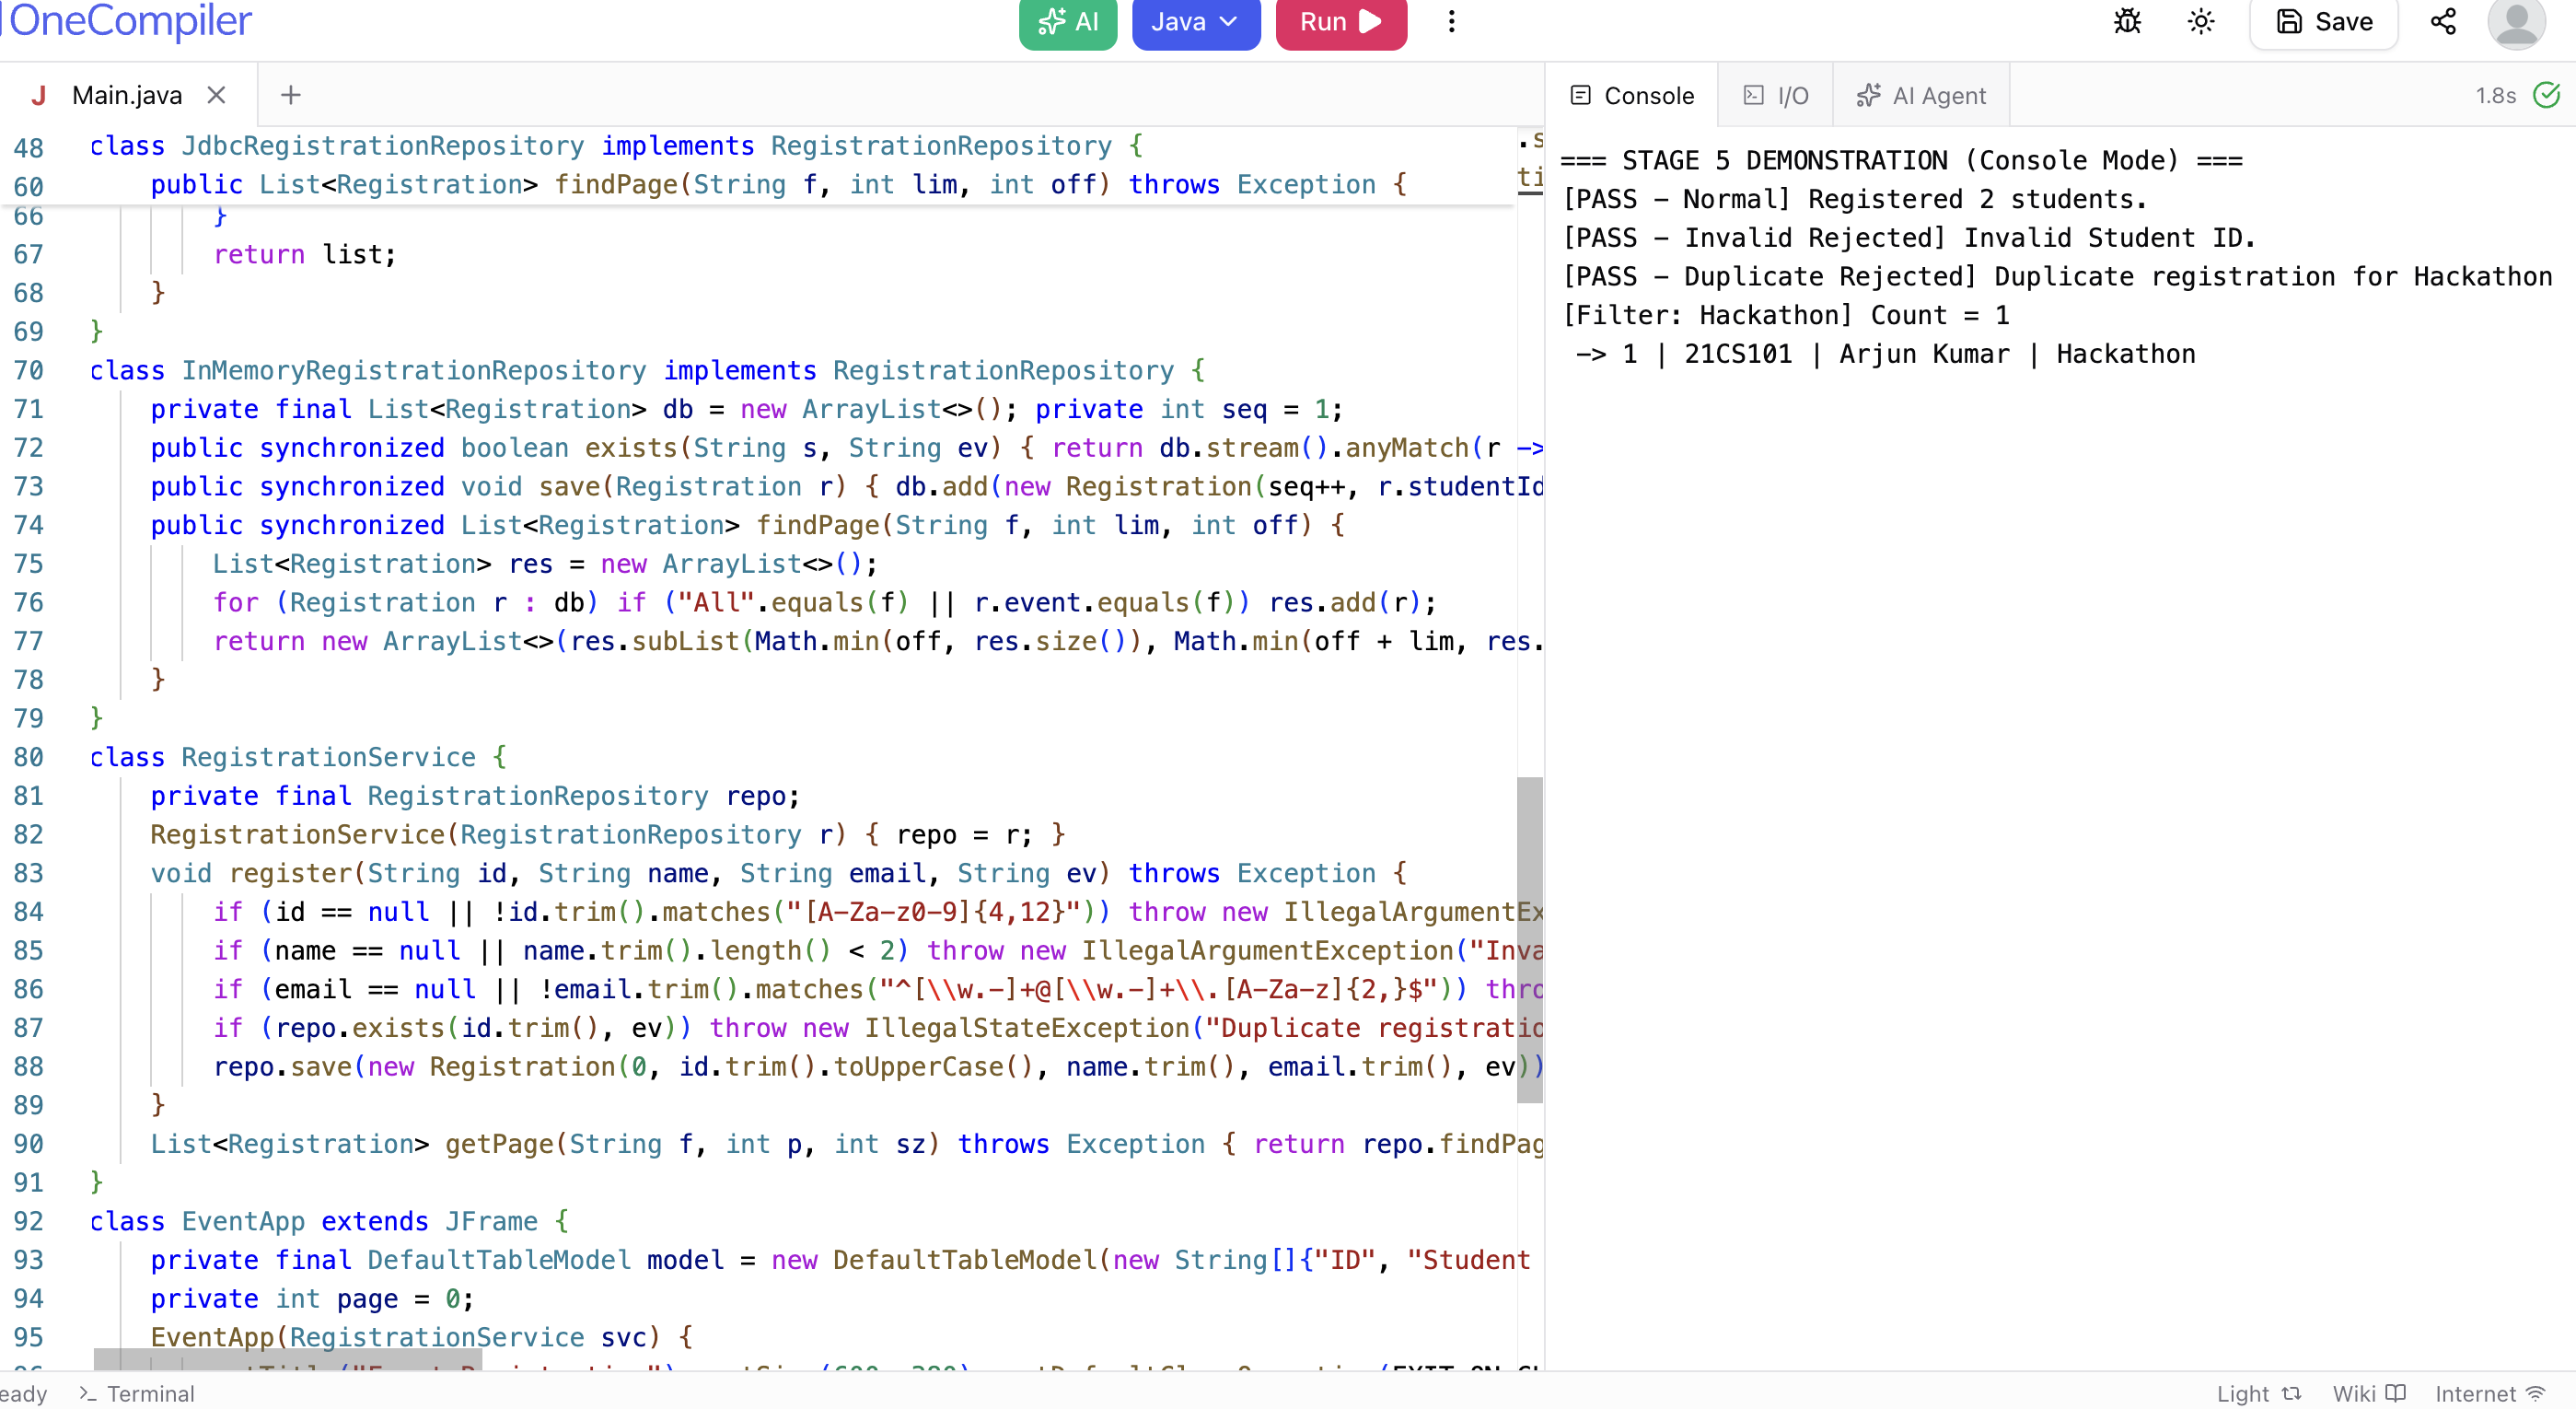 OneCompiler
AI
Java
Run
Save
J Main.java
Console
I/O
AI Agent
1.8s
48 class JdbcRegistrationRepository implements RegistrationRepository {
60 public List<Registration> findPage(String f, int lim, int off) throws Exception {
66 }
67 return list;
68 }
69 }
70 class InMemoryRegistrationRepository implements RegistrationRepository {
71 private final List<Registration> db = new ArrayList<>(); private int seq = 1;
72 public synchronized boolean exists(String s, String ev) { return db.stream().anyMatch(r ->
73 public synchronized void save(Registration r) { db.add(new Registration(seq++, r.studentId
74 public synchronized List<Registration> findPage(String f, int lim, int off) {
75 List<Registration> res = new ArrayList<>();
76 for (Registration r : db) if ("All".equals(f) || r.event.equals(f)) res.add(r);
77 return new ArrayList<>(res.subList(Math.min(off, res.size()), Math.min(off + lim, res.
78 }
79 }
80 class RegistrationService {
81 private final RegistrationRepository repo;
82 RegistrationService(RegistrationRepository r) { repo = r; }
83 void register(String id, String name, String email, String ev) throws Exception {
84 if (id == null || !id.trim().matches("[A-Za-z0-9]{4,12}")) throw new IllegalArgumentEx
85 if (name == null || name.trim().length() < 2) throw new IllegalArgumentException("Inva
86 if (email == null || !email.trim().matches("^[\\w.-]+@[\\w.-]+\\.[A-Za-z]{2,}$")) thro
87 if (repo.exists(id.trim(), ev)) throw new IllegalStateException("Duplicate registratio
88 repo.save(new Registration(0, id.trim().toUpperCase(), name.trim(), email.trim(), ev))
89 }
90 List<Registration> getPage(String f, int p, int sz) throws Exception { return repo.findPag
91 }
92 class EventApp extends JFrame {
93 private final DefaultTableModel model = new DefaultTableModel(new String[]{"ID", "Student
94 private int page = 0;
95 EventApp(RegistrationService svc) {
=== STAGE 5 DEMONSTRATION (Console Mode) ===
[PASS - Normal] Registered 2 students.
[PASS - Invalid Rejected] Invalid Student ID.
[PASS - Duplicate Rejected] Duplicate registration for Hackathon
[Filter: Hackathon] Count = 1
-> 1 | 21CS101 | Arjun Kumar | Hackathon
eady
Terminal
Light
Wiki
Internet